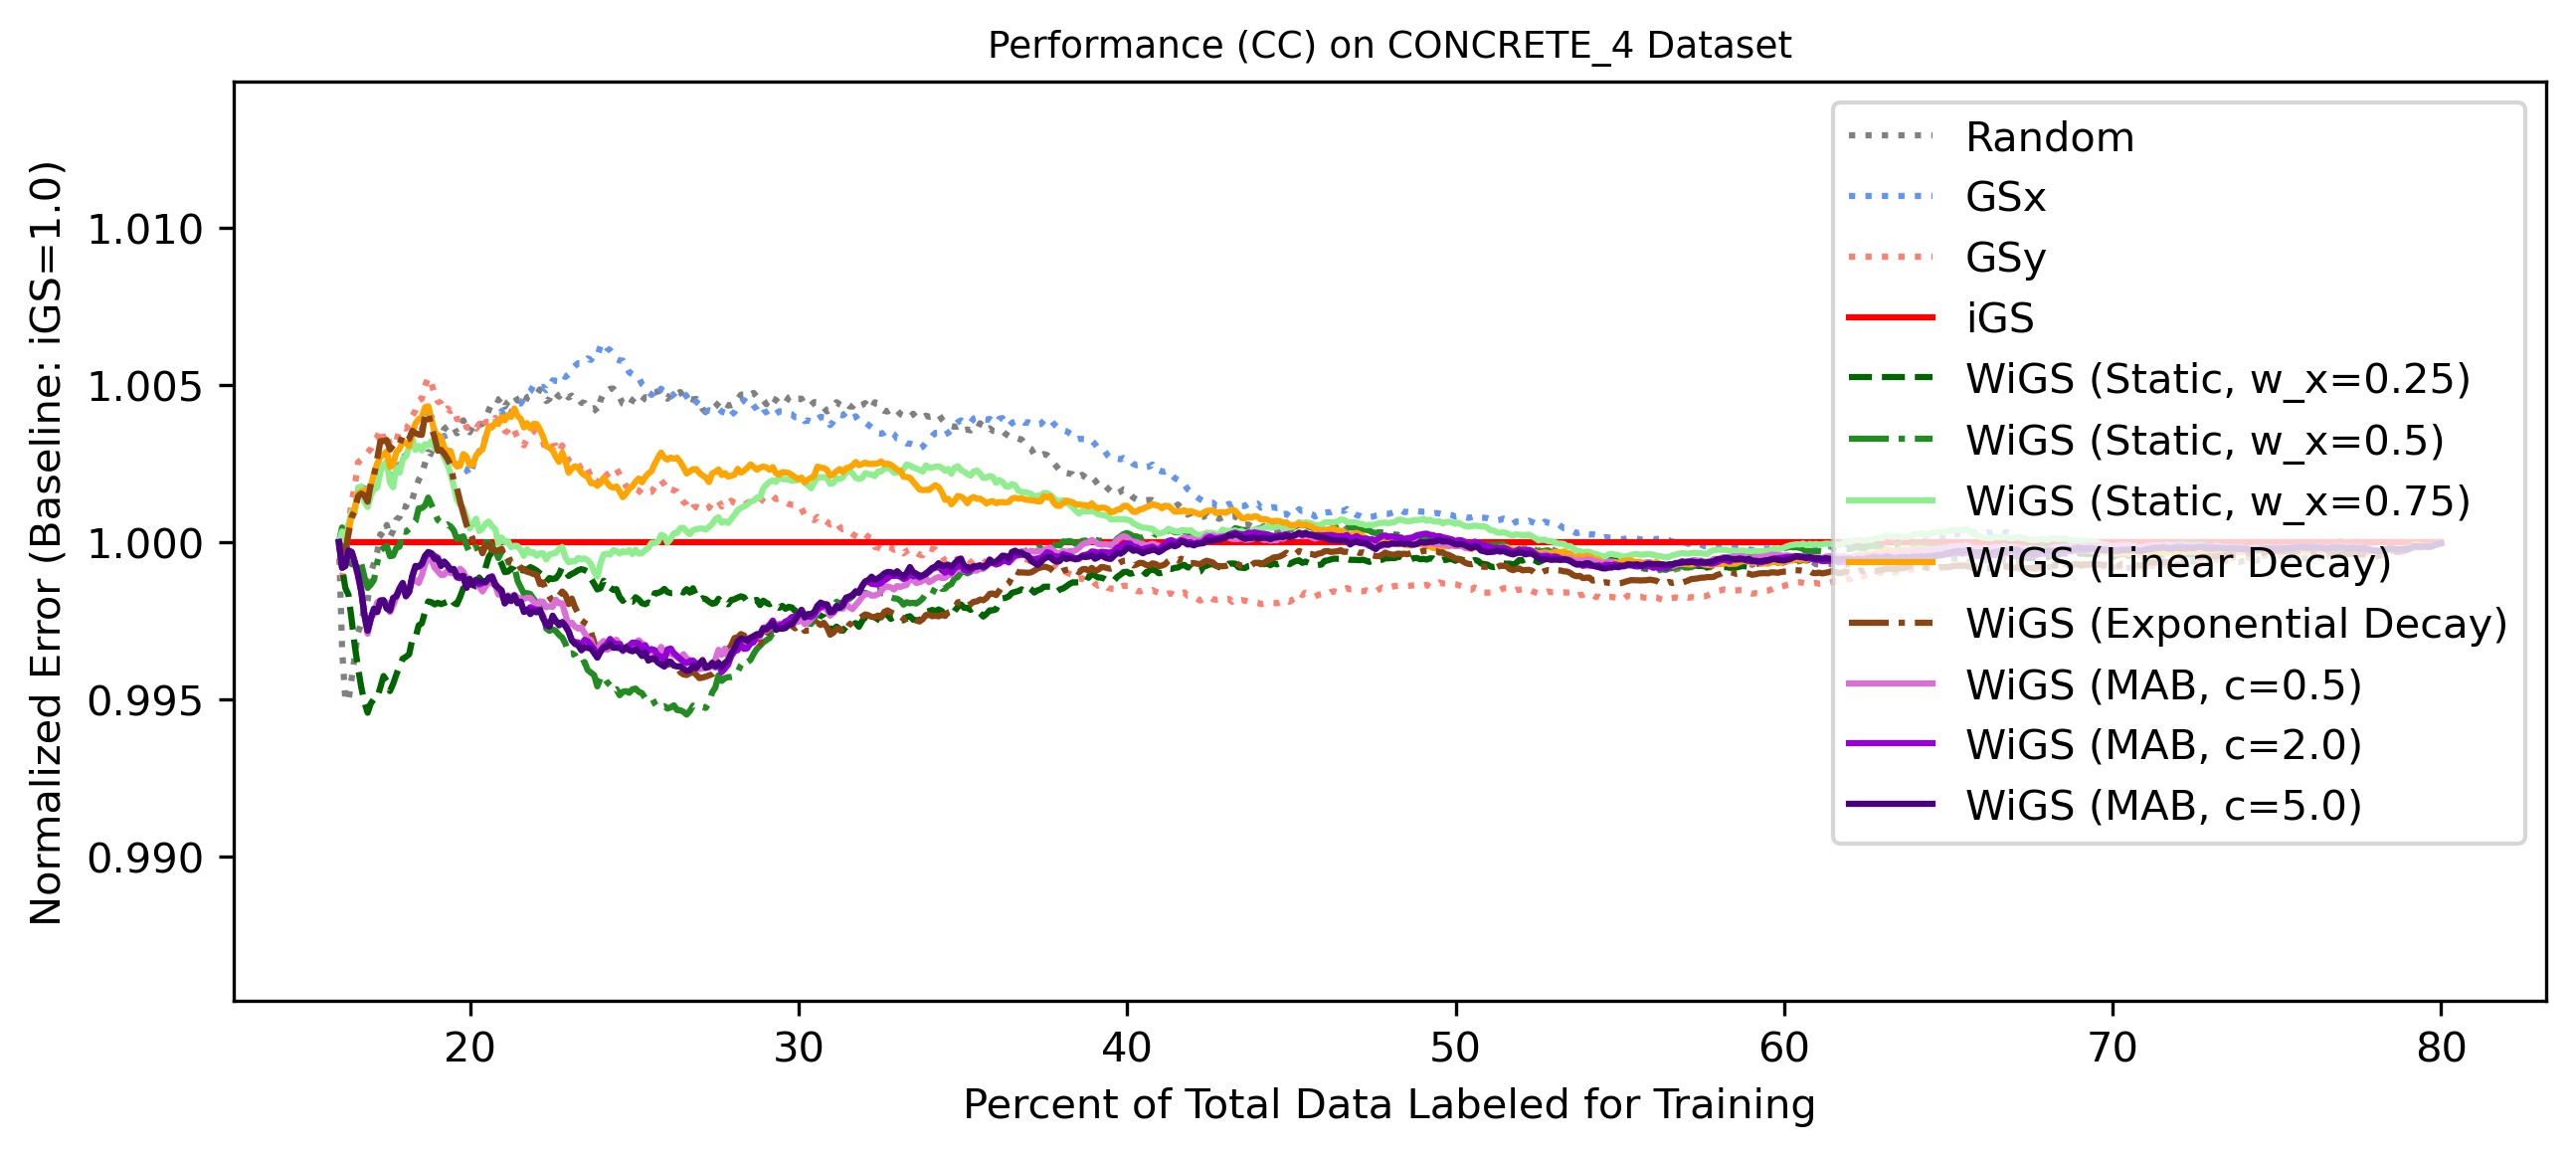 Performance (CC) on CONCRETE_4 Dataset
Normalized Error (Baseline: iGS=1.0)
1.010
1.005
1.000
0.995
0.990
Random
GSx
GSy
iGS
WiGS (Static, w_x=0.25)
WiGS (Static, w_x=0.5)
WiGS (Static, w_x=0.75)
WiGS (Linear Decay)
WiGS (Exponential Decay)
WiGS (MAB, c=0.5)
WiGS (MAB, c=2.0)
WiGS (MAB, c=5.0)
20 30 40 50 60 70 80
Percent of Total Data Labeled for Training